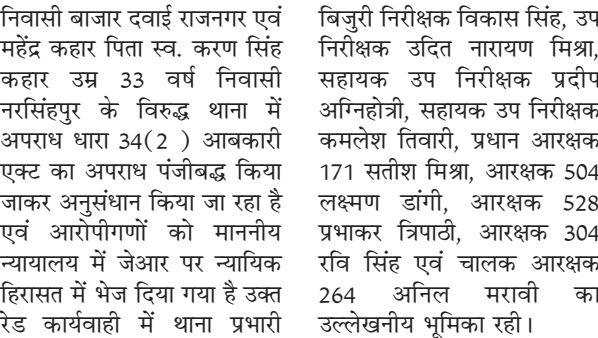 निवासी बाजार दवाई राजनगर एवं
महेंद्र कहार पिता स्व. करण सिंह
कहार उम्र 33 वर्ष निवासी
नरसिंहपुर के विरुद्ध थाना में
अपराध धारा 34(2 ) आबकारी
एक्ट का अपराध पंजीबद्ध किया
जाकर अनुसंधान किया जा रहा है
एवं आरोपीगणों को माननीय
न्यायालय में जेआर पर न्यायिक
हिरासत में भेज दिया गया है उक्त
रेड कार्यवाही में थाना प्रभारी
बिजुरी निरीक्षक विकास सिंह, उप
निरीक्षक उदित नारायण मिश्रा,
सहायक उप निरीक्षक प्रदीप
अग्निहोत्री, सहायक उप निरीक्षक
कमलेश तिवारी, प्रधान आरक्षक
171 सतीश मिश्रा, आरक्षक 504
लक्ष्मण डांगी, आरक्षक 528
प्रभाकर त्रिपाठी, आरक्षक 304
रवि सिंह एवं चालक आरक्षक
264 अनिल मरावी का
उल्लेखनीय भूमिका रही।